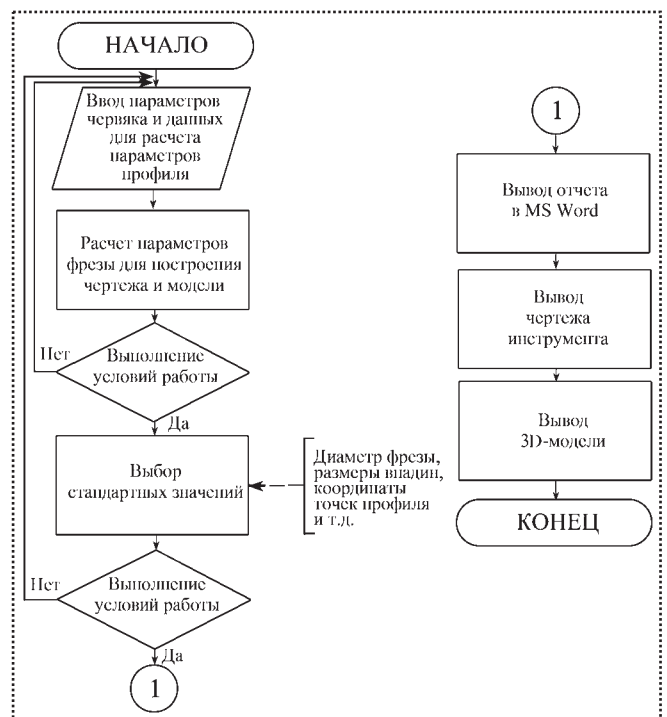 НАЧАЛО
Ввод параметров
червяка и данных
для расчета
параметров
профиля
Расчет параметров
фрезы для построения
чертежа и модели
Нет
Выполнение
условий работы
Да
Выбор
стандартных значений
Диаметр фрезы,
размеры впадин,
координаты
точек профиля
и т.д.
Нет
Выполнение
условий работы
Да
1
1
Вывод отчета
в MS Word
Вывод
чертежа
инструмента
Вывод
3D-модели
КОНЕЦ